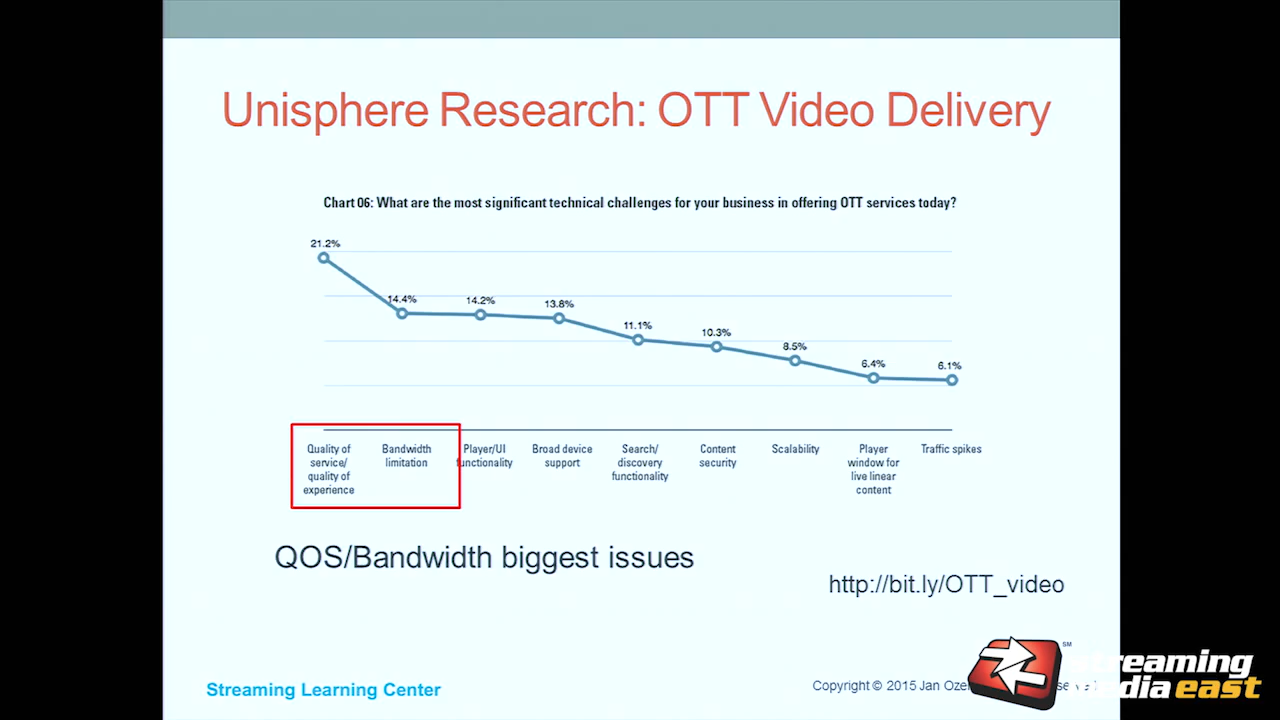 Unisphere Research: OTT Video Delivery
Chart 06: What are the most significant technical challenges for your business in offering OTT services today?
21.2%
14.4%
14.2%
13.8%
11.1%
10.3%
8.5%
6.4%
6.1%
Quality of
service/
quality of
experience
Bandwidth
limitation
Player/UI
functionality
Broad device
support
Search/
discovery
functionality
Content
security
Scalability
Player
window for
live linear
content
Traffic spikes
QOS/Bandwidth biggest issues
http://bit.ly/OTT_video
Streaming Learning Center
Copyright © 2015 Jan
SM
streaming
media east